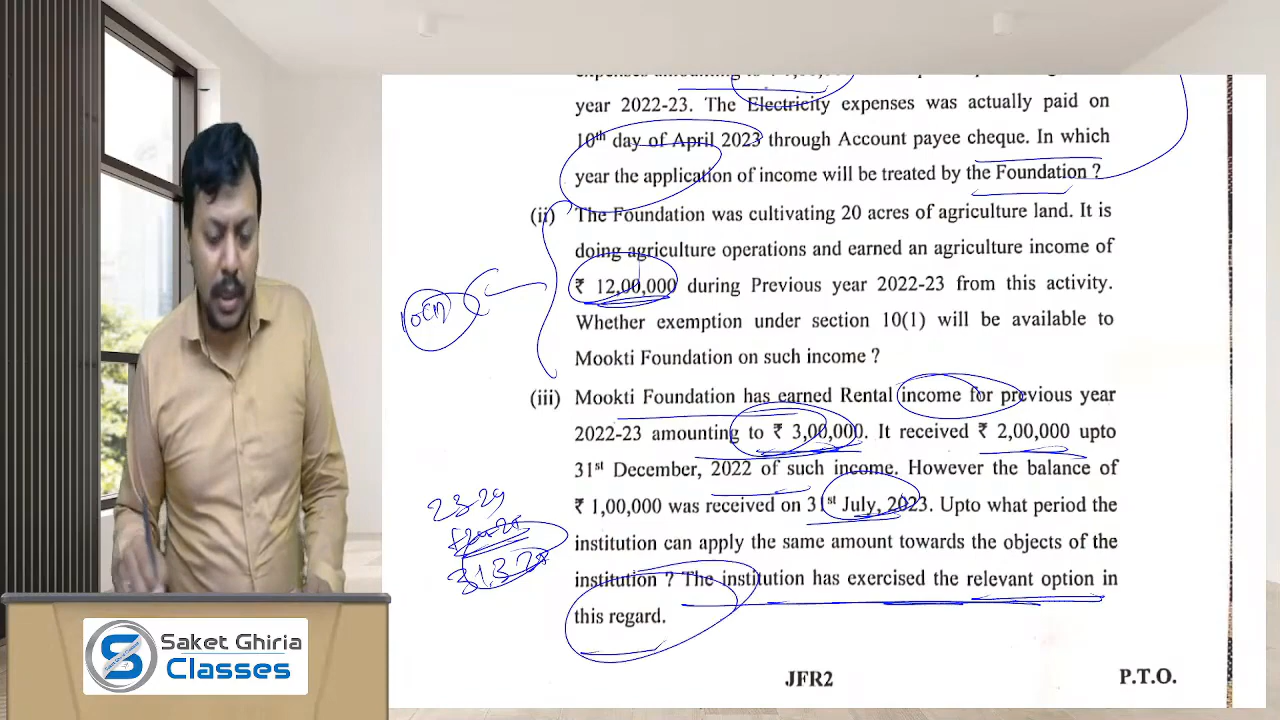 expenses amounting to ₹
year 2022-23. The Electricity expenses was actually paid on
10th day of April 2023 through Account payee cheque. In which
year the application of income will be treated by the Foundation ?
(ii) The Foundation was cultivating 20 acres of agriculture land. It is
doing agriculture operations and earned an agriculture income of
₹ 12,00,000 during Previous year 2022-23 from this activity.
Whether exemption under section 10(1) will be available to
Mookti Foundation on such income ?
(iii) Mookti Foundation has earned Rental income for previous year
2022-23 amounting to ₹ 3,00,000. It received ₹ 2,00,000 upto
31st December, 2022 of such income. However the balance of
₹ 1,00,000 was received on 31st July, 2023. Upto what period the
institution can apply the same amount towards the objects of the
institution ? The institution has exercised the relevant option in
this regard.
JFR2 P.T.O.
10(1)
23-24
Saket Ghiria
Classes